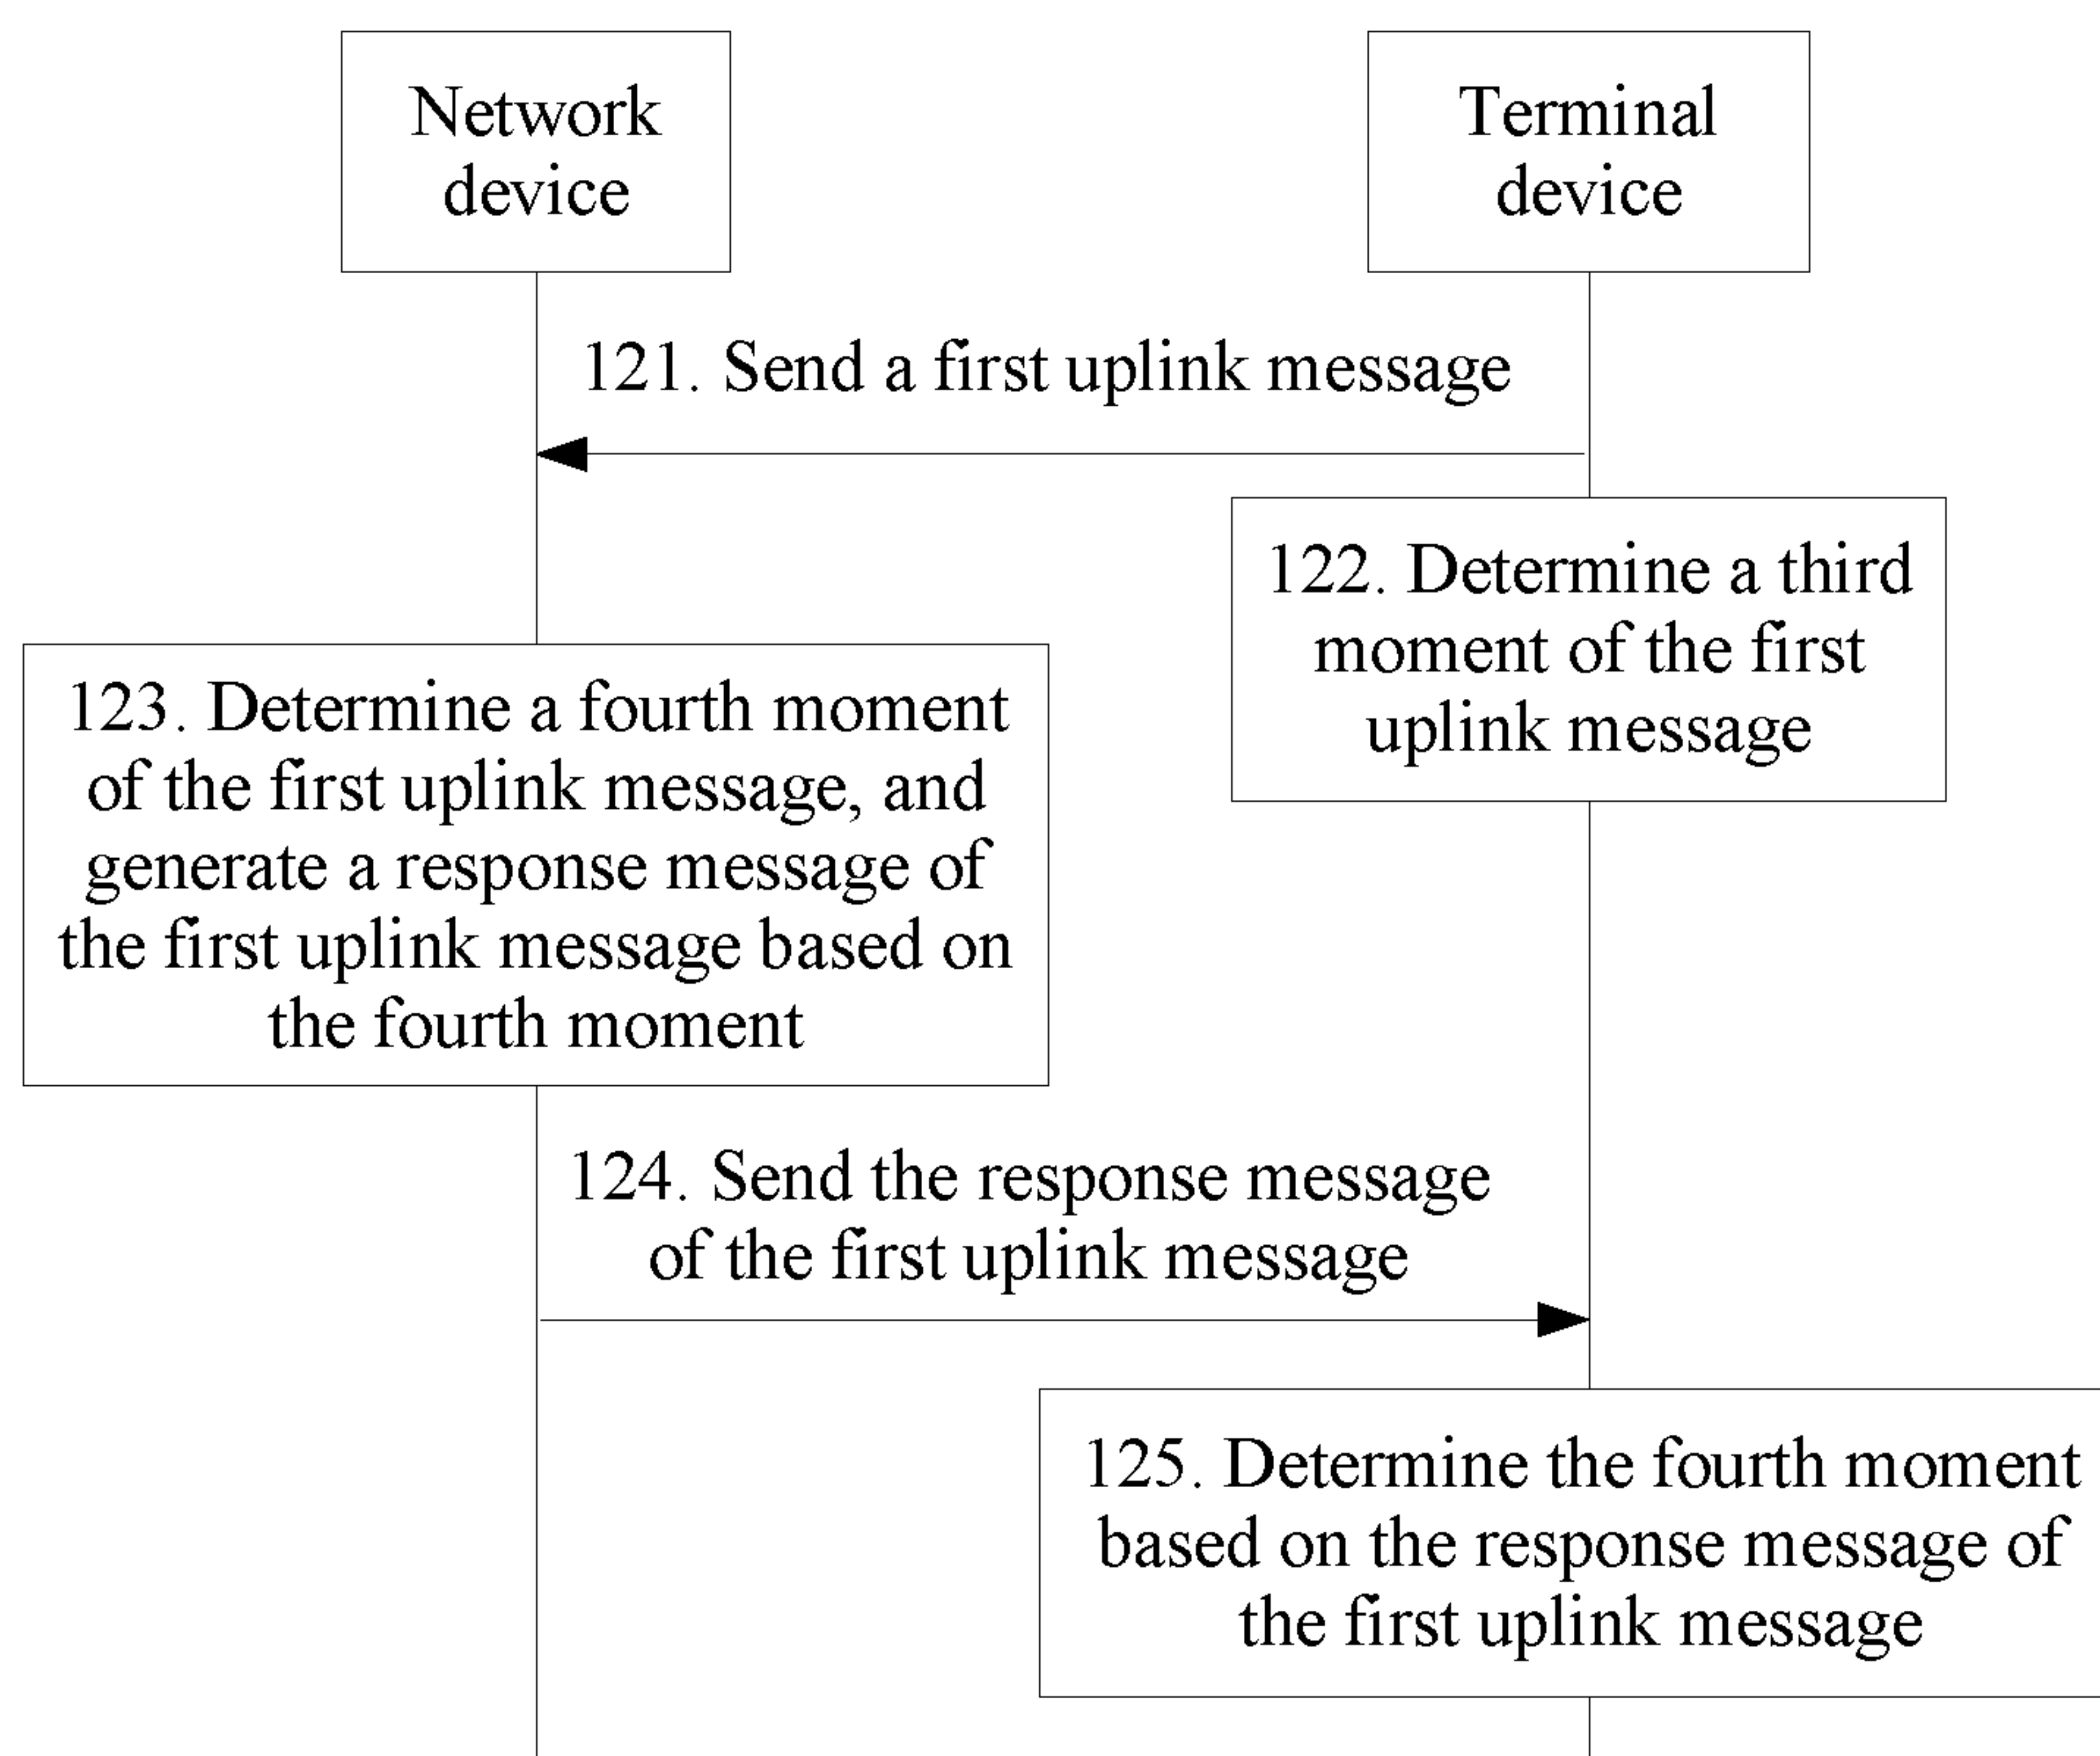 Network
device
Terminal
device
121. Send a first uplink message
122. Determine a third
moment of the first
uplink message
123. Determine a fourth moment
of the first uplink message, and
generate a response message of
the first uplink message based on
the fourth moment
124. Send the response message
of the first uplink message
125. Determine the fourth moment
based on the response message of
the first uplink message